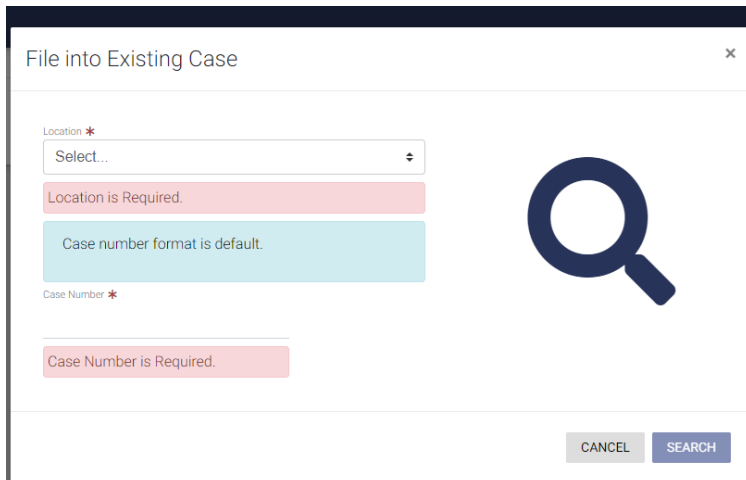 File into Existing Case
×
Location *
Select...
Location is Required.
Case number format is default.
Case Number *
Case Number is Required.
CANCEL SEARCH